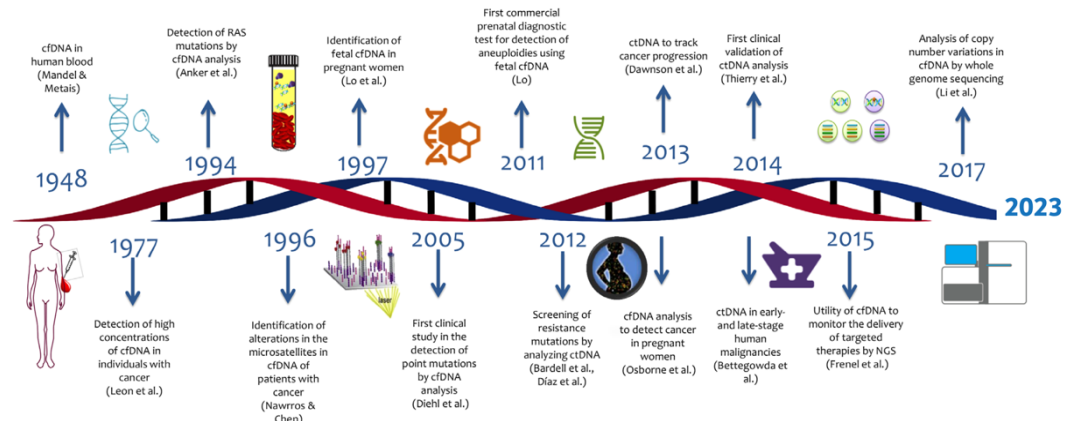 cfDNA in
human blood
(Mandel &
Metais)
1948
Detection of RAS
mutations by
cfDNA analysis
(Anker et al.)
1994
Identification of
fetal cfDNA in
pregnant women
(Lo et al.)
1997
First commercial
prenatal diagnostic
test for detection of
aneuploidies using
fetal cfDNA
(Lo)
2011
ctDNA to track
cancer progression
(Dawnson et al.)
2013
First clinical
validation of
ctDNA analysis
(Thierry et al.)
2014
Analysis of copy
number variations in
cfDNA by whole
genome sequencing
(Li et al.)
2017
2023
1977
Detection of high
concentrations
of cfDNA in
individuals with
cancer
(Leon et al.)
1996
Identification of
alterations in the
microsatellites in
cfDNA of
patients with
cancer
(Nawrros &
Chen)
laser
2005
First clinical
study in the
detection of
point mutations
by cfDNA
analysis
(Diehl et al.)
2012
Screening of
resistance
mutations by
analyzing ctDNA
(Bardell et al.,
Díaz et al.)
cfDNA analysis
to detect cancer
in pregnant
women
(Osborne et al.)
ctDNA in early-
and late-stage
human
malignancies
(Bettegowda et
al.)
2015
Utility of cfDNA to
monitor the delivery
of targeted
therapies by NGS
(Frenel et al.)